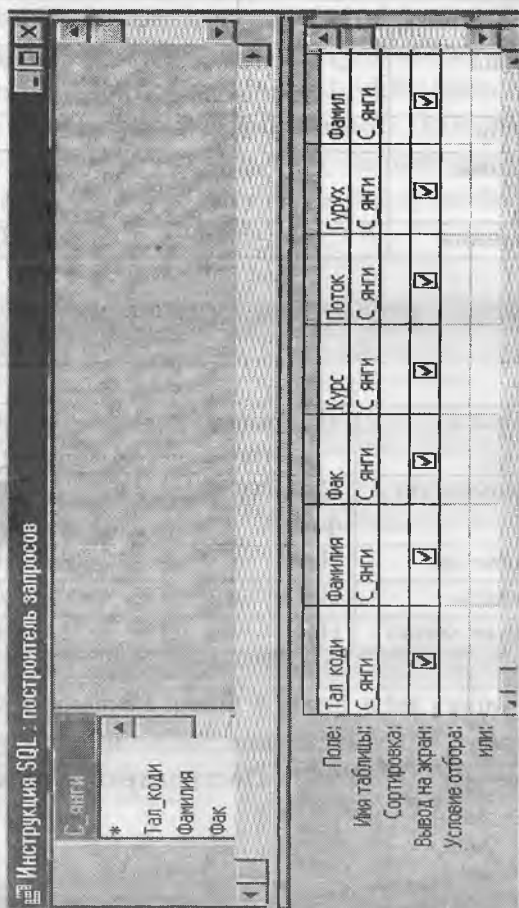 Инструкция SQL : построитель запросов
С_янги
*
Тал_коди
Фамилия
Фак
Поле: Тал_коди Фамилия Фак Курс Поток Гурух Фамил
Имя таблицы: С_янги С_янги С_янги С_янги С_янги С_янги С_янги
Сортировка:
Вывод на экран:
Условие отбора:
или: